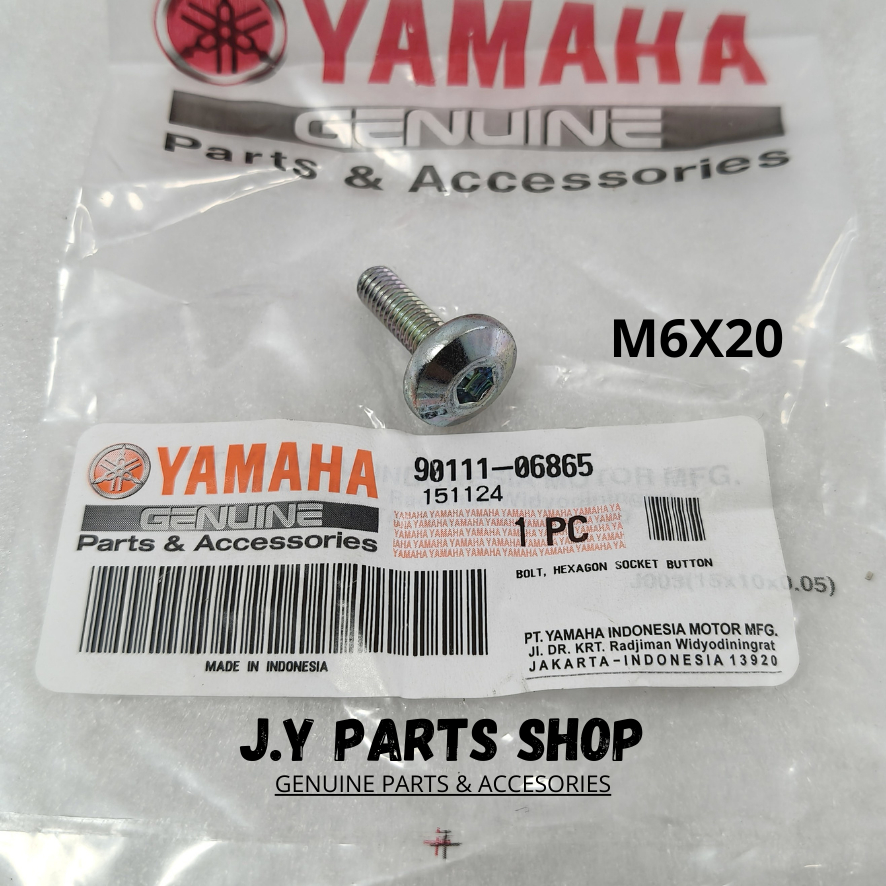 YAMAHA
GENUINE
Parts & Accessories
M6X20
YAMAHA
GENUINE
Parts & Accessories
90111-06865
151124
1 PC
BOLT, HEXAGON SOCKET BUTTON
MADE IN INDONESIA
PT. YAMAHA INDONESIA MOTOR MFG.
Jl. DR. KRT. Radjiman Widyodiningrat
JAKARTA-INDONESIA 13920
J.Y PARTS SHOP
GENUINE PARTS & ACCESORIES